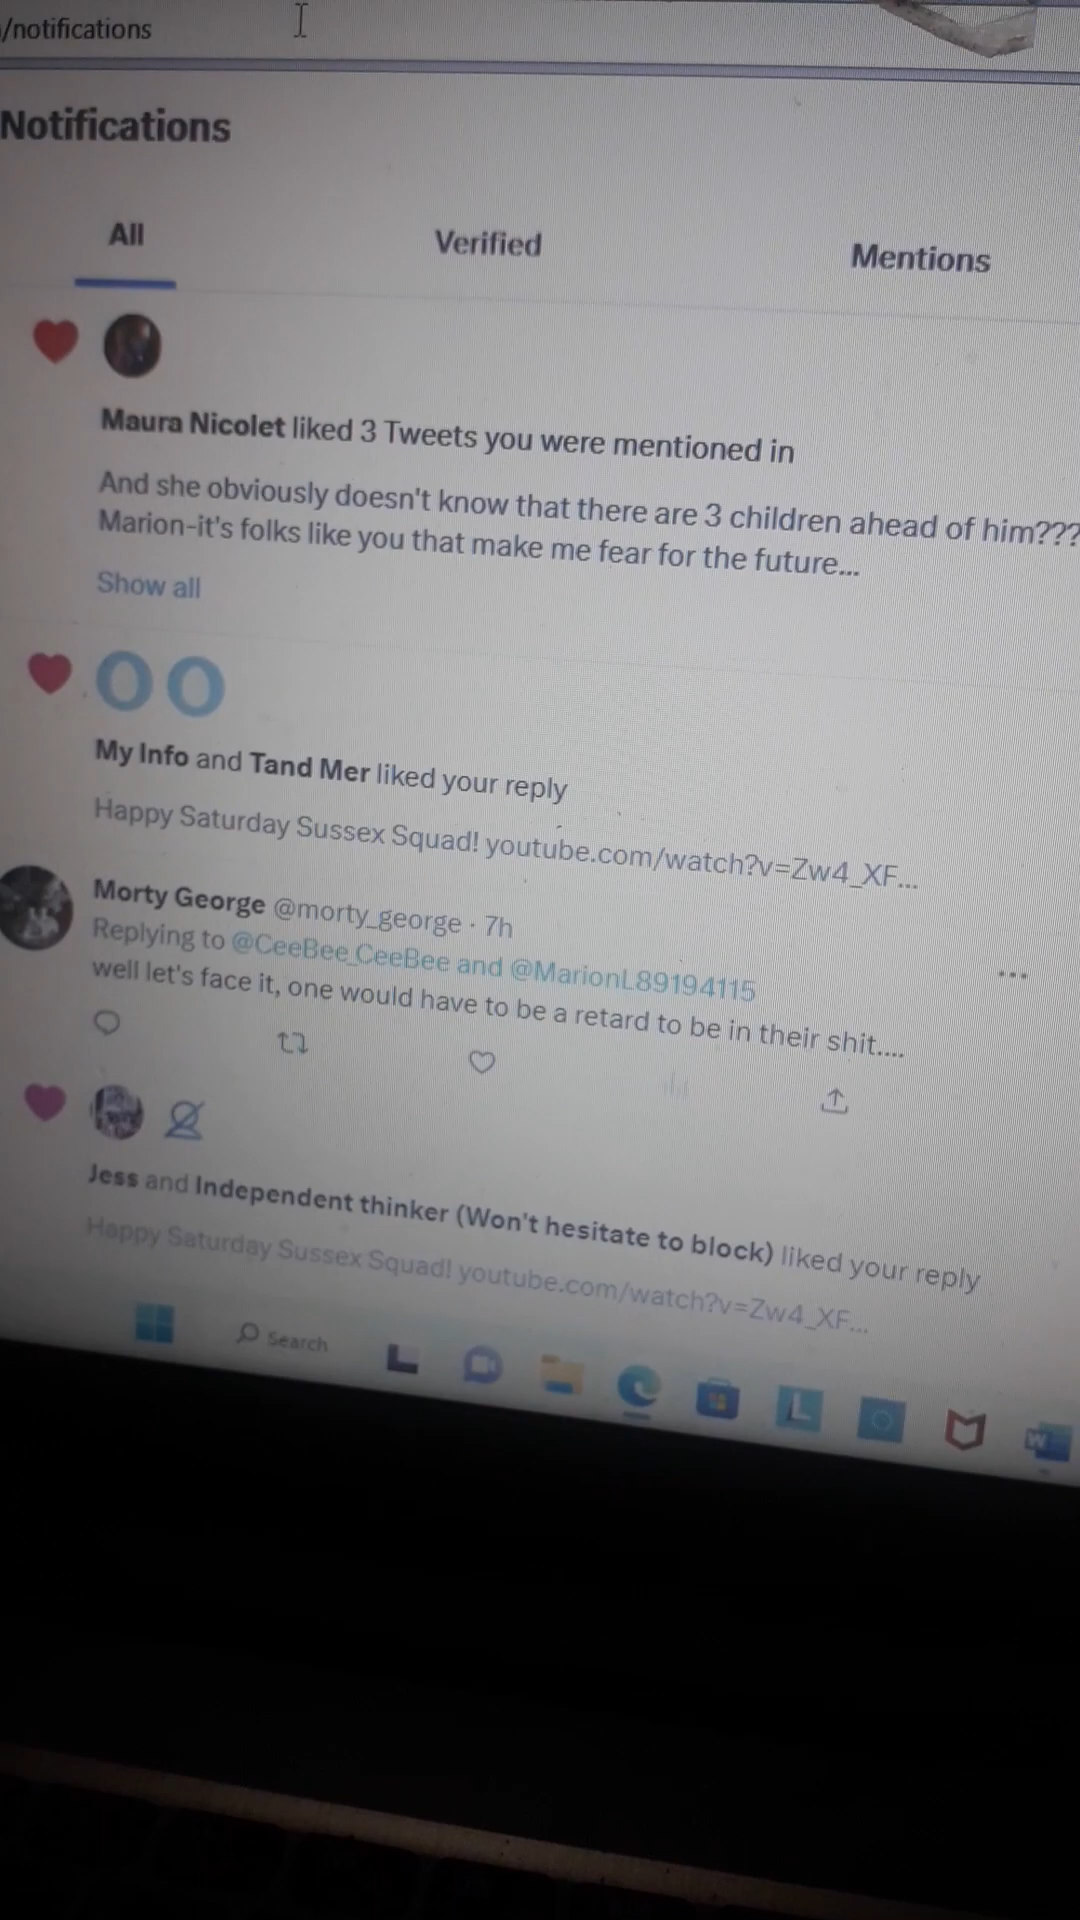 /notifications
Notifications
All
Verified
Mentions
Maura Nicolet liked 3 Tweets you were mentioned in
And she obviously doesn't know that there are 3 children ahead of him???
Marion-it's folks like you that make me fear for the future...
Show all
My Info and Tand Mer liked your reply
Happy Saturday Sussex Squad! youtube.com/watch?v=Zw4_XF...
Morty George @morty_george · 7h
Replying to @CeeBee_CeeBee and @MarionL89194115
well let's face it, one would have to be a retard to be in their shit....
Jess and Independent thinker (Won't hesitate to block) liked your reply
Happy Saturday Sussex Squad! youtube.com/watch?v=Zw4_XF...
Search
L
W